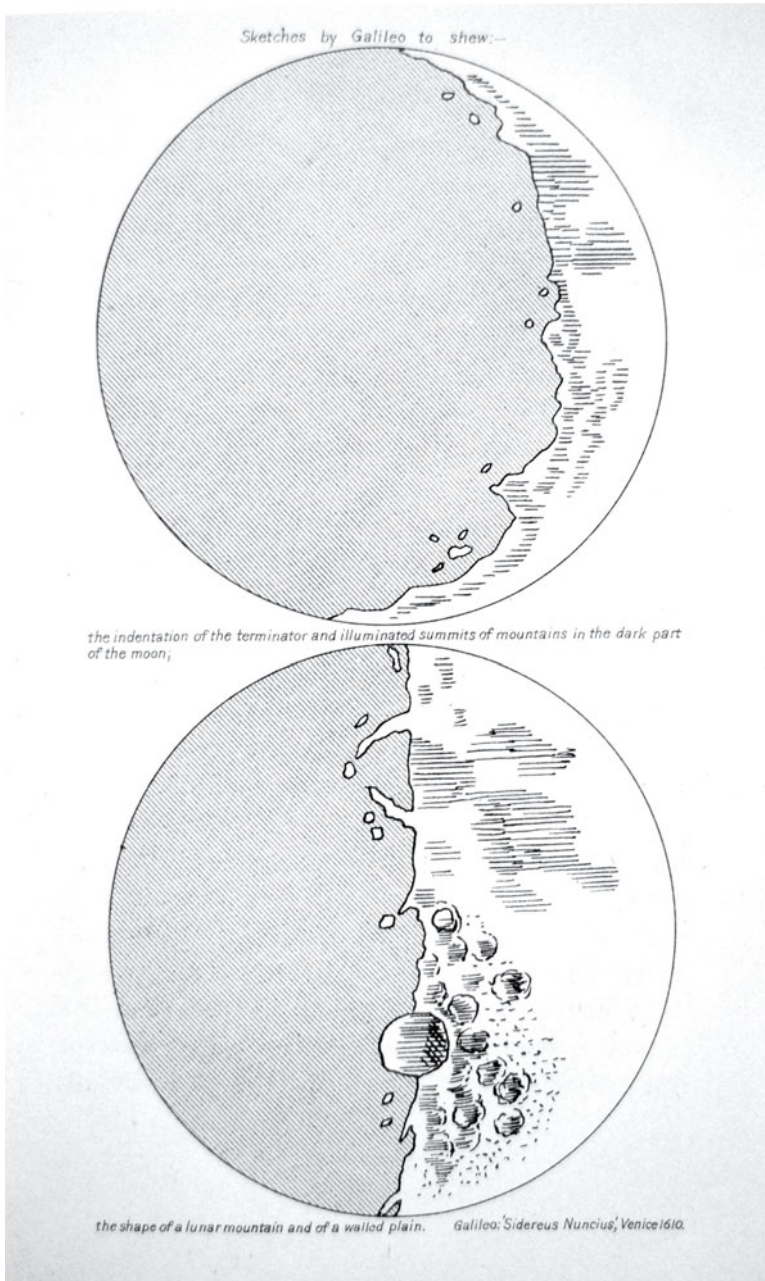 Sketches by Galileo to shew:—
the indentation of the terminator and illuminated summits of mountains in the dark part
of the moon;
the shape of a lunar mountain and of a walled plain. Galileo: 'Sidereus Nuncius,' Venice 1610.